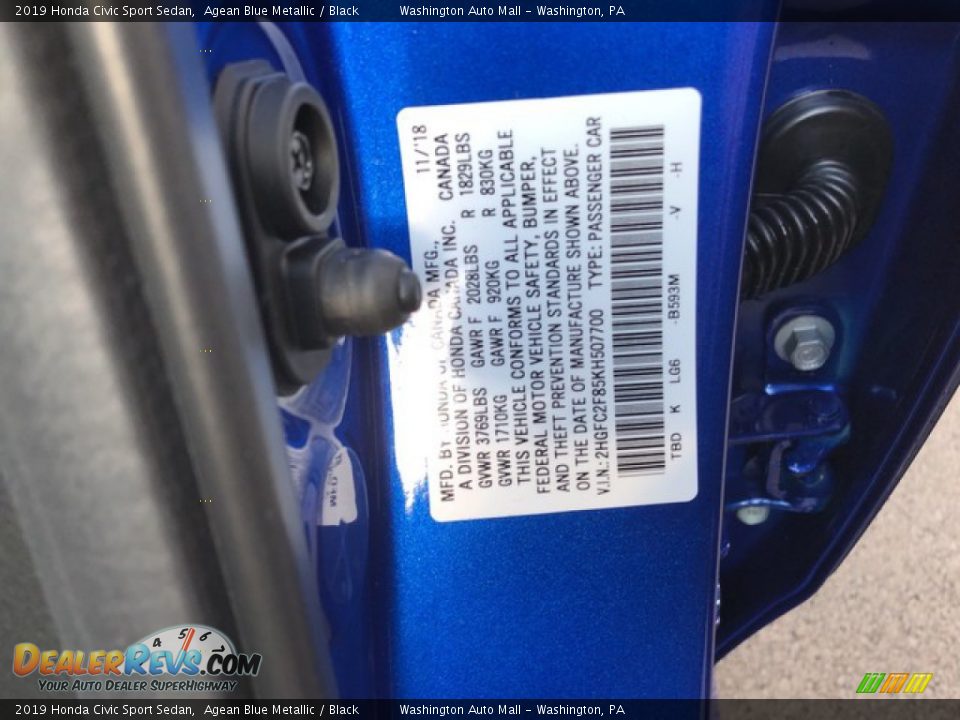 2019 Honda Civic Sport Sedan,  Agean Blue Metallic / Black        Washington Auto Mall - Washington, PA
11/'18
MFD. BY HONDA OF CANADA MFG., CANADA
A DIVISION OF HONDA CANADA INC.
GVWR 3769LBS GAWR F 2028LBS R 1829LBS
GVWR 1710KG GAWR F 920KG R 830KG
THIS VEHICLE CONFORMS TO ALL APPLICABLE
FEDERAL MOTOR VEHICLE SAFETY, BUMPER,
AND THEFT PREVENTION STANDARDS IN EFFECT
ON THE DATE OF MANUFACTURE SHOWN ABOVE.
V.I.N.: 2HGFC2F85KH507700 TYPE: PASSENGER CAR
TBD K LG6 -B593M -V -H
4 5 6
DealerRevs.com
Your Auto Dealer SuperHighway
2019 Honda Civic Sport Sedan,  Agean Blue Metallic / Black        Washington Auto Mall - Washington, PA